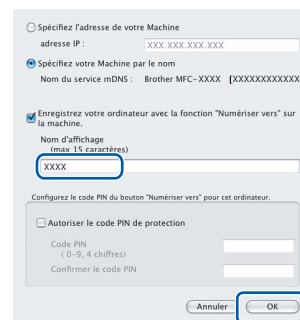 Spécifiez l'adresse de votre Machine
adresse IP : XXX.XXX.XXX.XXX
Spécifiez votre Machine par le nom
Nom du service mDNS : Brother MFC-XXXX [XXXXXXXXXXXX
Enregistrez votre ordinateur avec la fonction "Numériser vers" sur
la machine.
Nom d'affichage
(max 15 caractères)
XXXX
Configurez le code PIN du bouton "Numériser vers" pour cet ordinateur.
Autoriser le code PIN de protection
Code PIN
( 0–9, 4 chiffres)
Confirmer le code PIN
Annuler OK